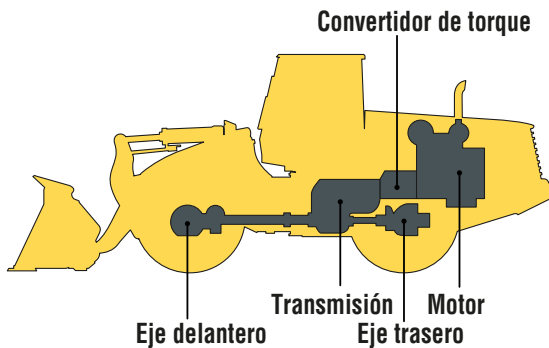 Convertidor de torque
Transmisión
Motor
Eje delantero
Eje trasero